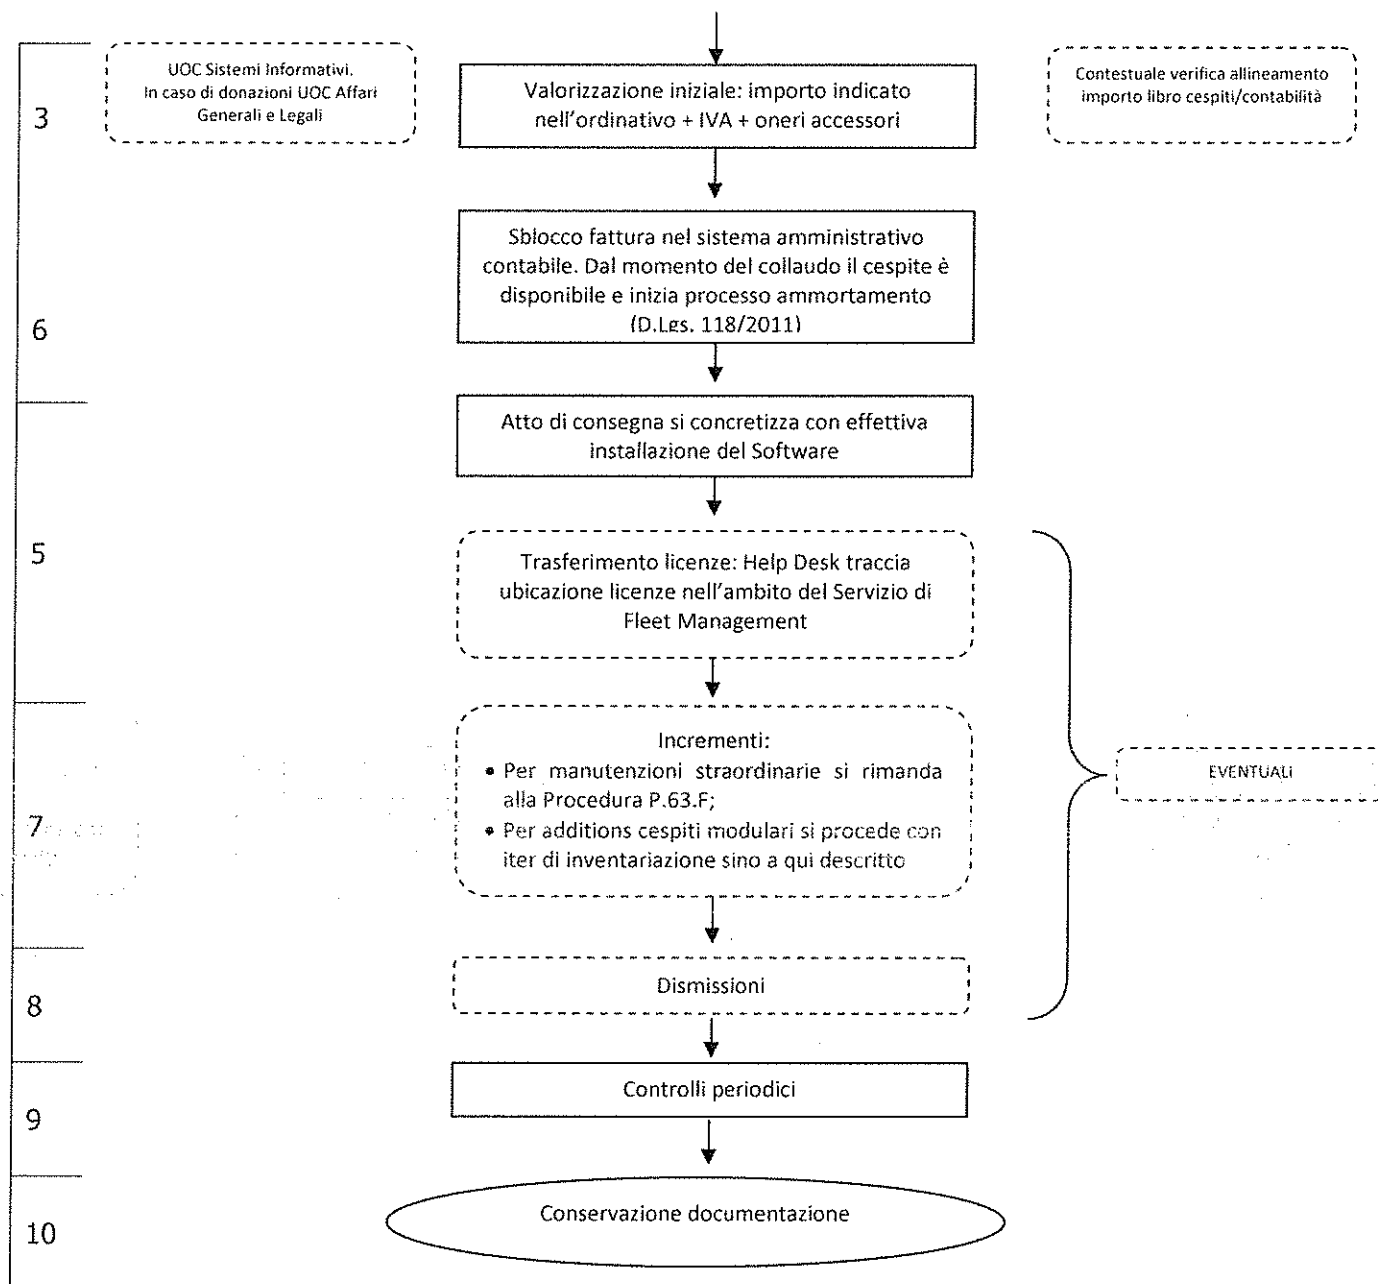 3
UOC Sistemi Informativi.
In caso di donazioni UOC Affari
Generali e Legali
Valorizzazione iniziale: importo indicato
nell'ordinativo + IVA + oneri accessori
Contestuale verifica allineamento
importo libro cespiti/contabilità
6
Sblocco fattura nel sistema amministrativo
contabile. Dal momento del collaudo il cespite è
disponibile e inizia processo ammortamento
(D.Lgs. 118/2011)
Atto di consegna si concretizza con effettiva
installazione del Software
5
Trasferimento licenze: Help Desk traccia
ubicazione licenze nell'ambito del Servizio di
Fleet Management
7
Incrementi:
• Per manutenzioni straordinarie si rimanda
alla Procedura P.63.F;
• Per additions cespiti modulari si procede con
iter di inventariazione sino a qui descritto
EVENTUALI
8
Dismissioni
9
Controlli periodici
10
Conservazione documentazione